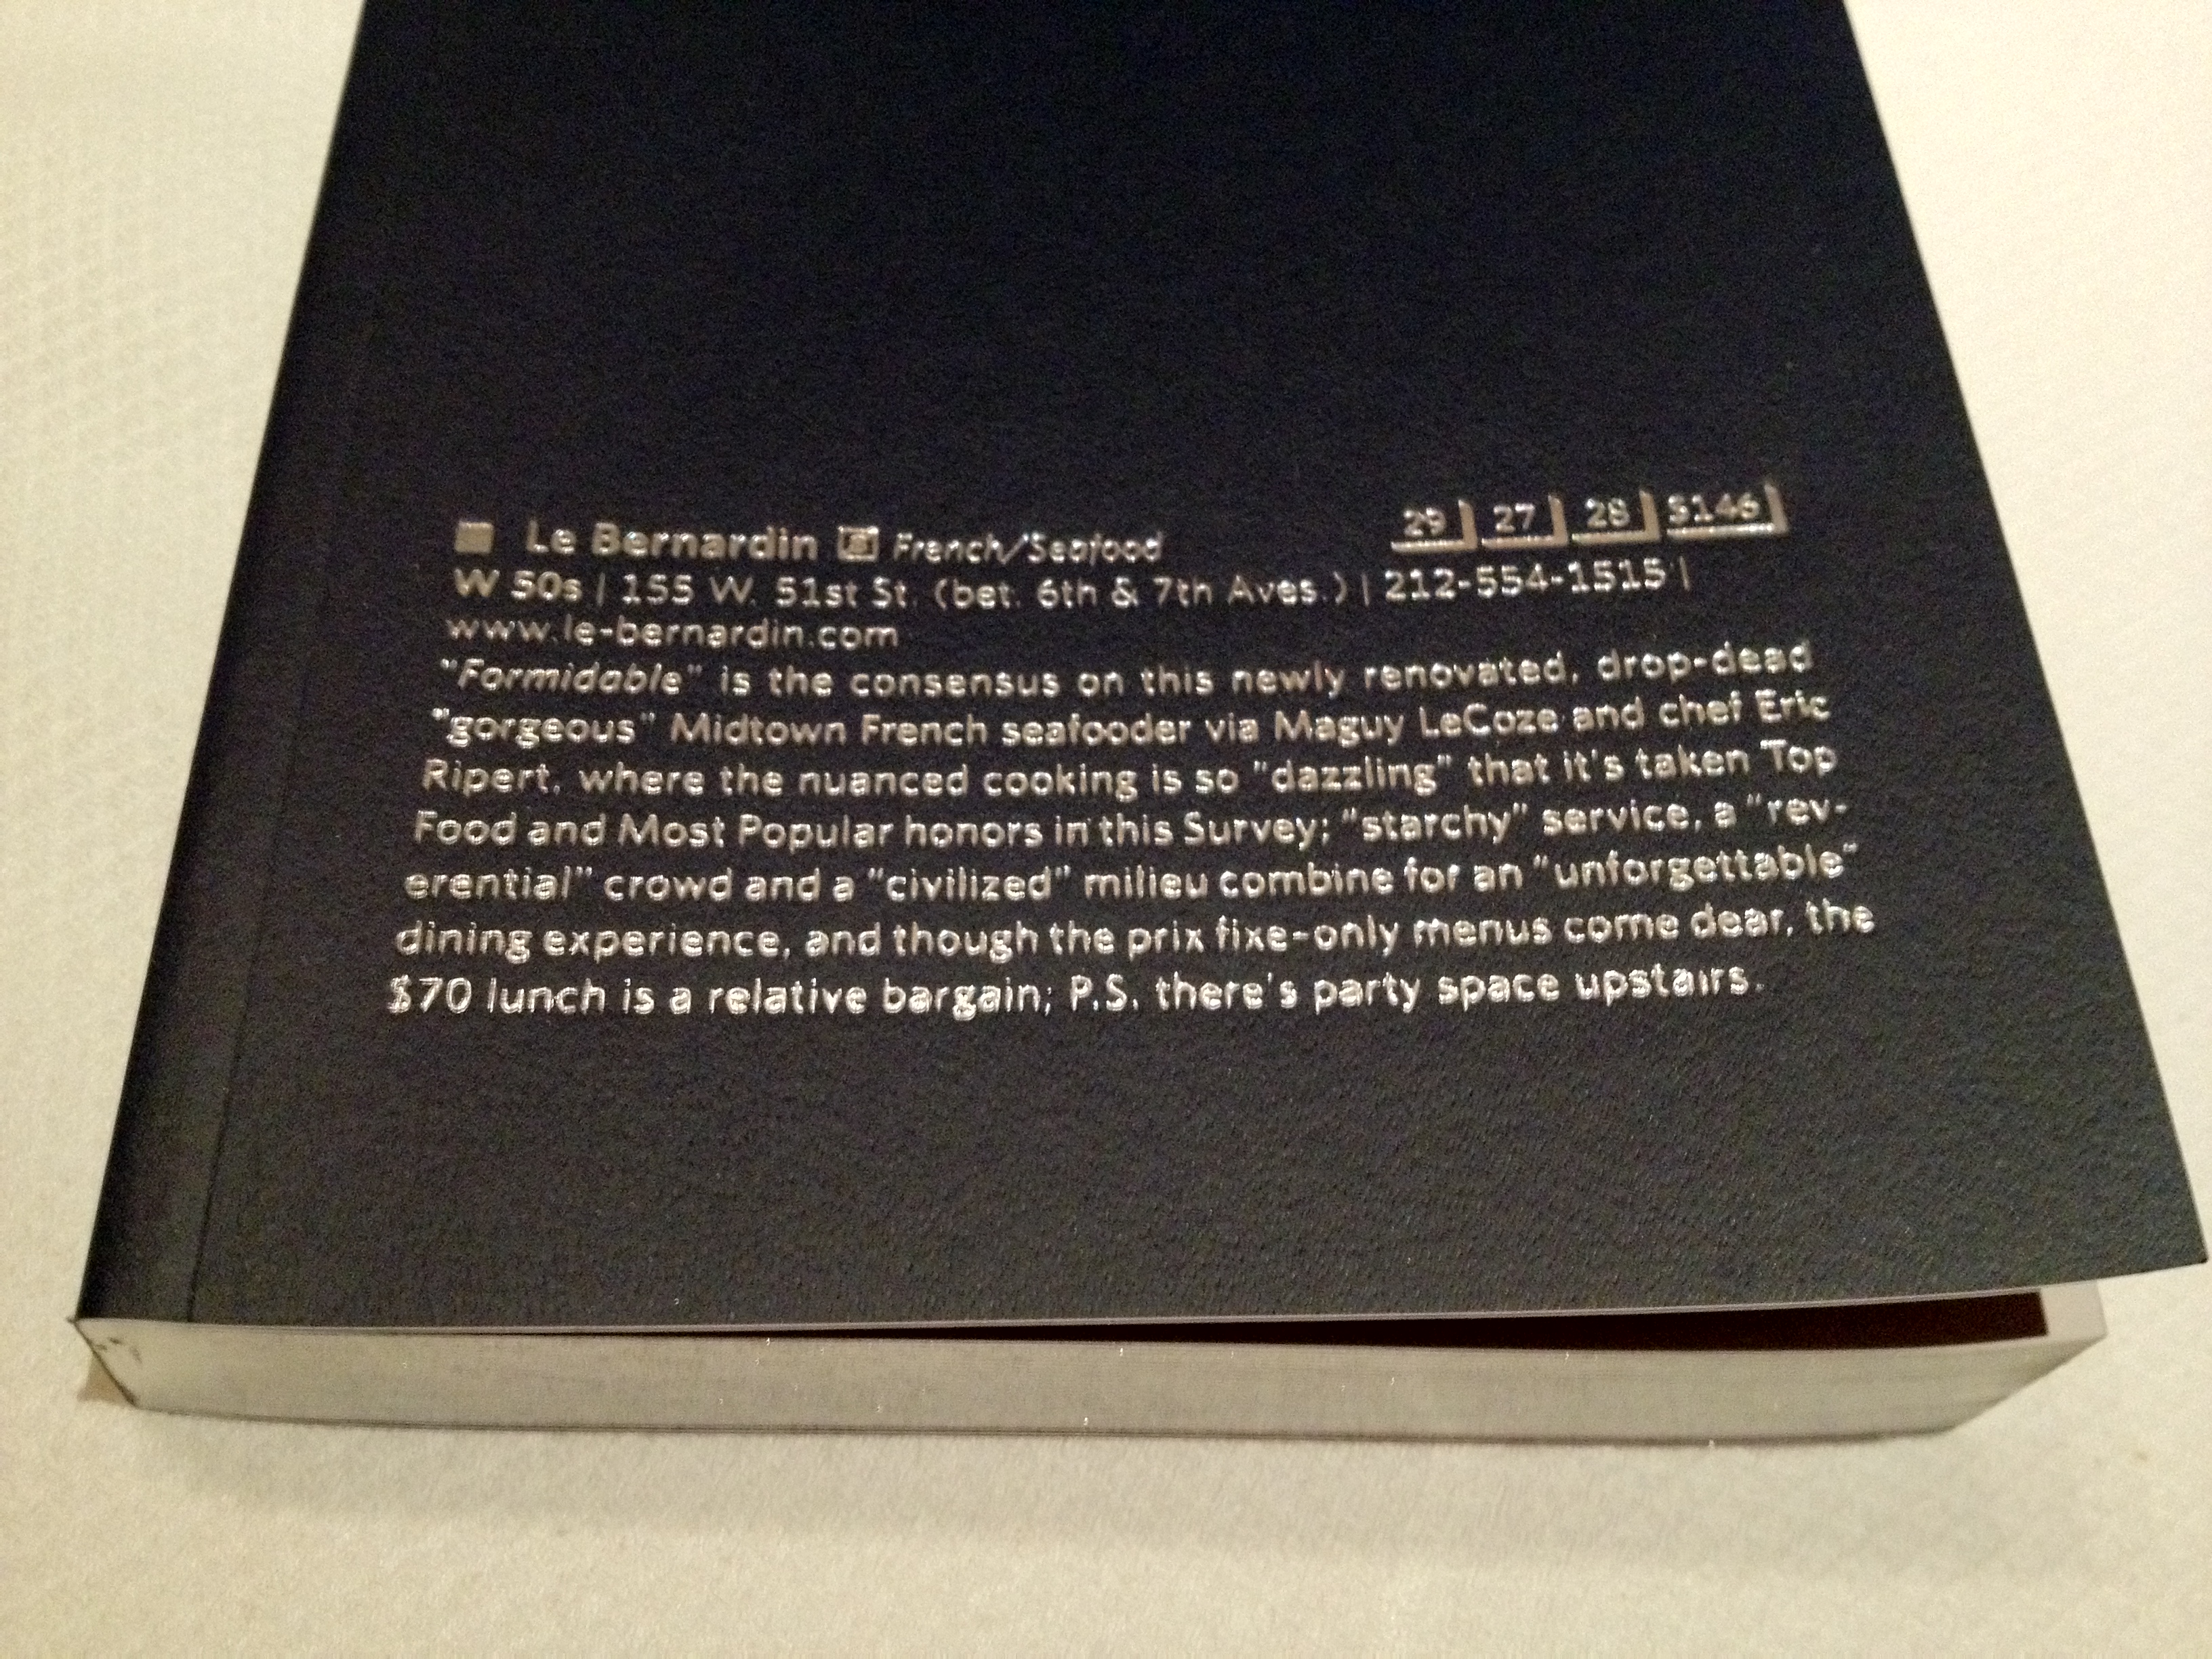 Le Bernardin S French/Seafood 29 27 28 $146
W 50s | 155 W. 51st St. (bet. 6th & 7th Aves.) | 212-554-1515 |
www.le-bernardin.com
"Formidable" is the consensus on this newly renovated, drop-dead
"gorgeous" Midtown French seafooder via Maguy LeCoze and chef Eric
Ripert, where the nuanced cooking is so "dazzling" that it's taken Top
Food and Most Popular honors in this Survey; "starchy" service, a "rev-
erential" crowd and a "civilized" milieu combine for an "unforgettable"
dining experience, and though the prix fixe-only menus come dear, the
$70 lunch is a relative bargain; P.S. there's party space upstairs.